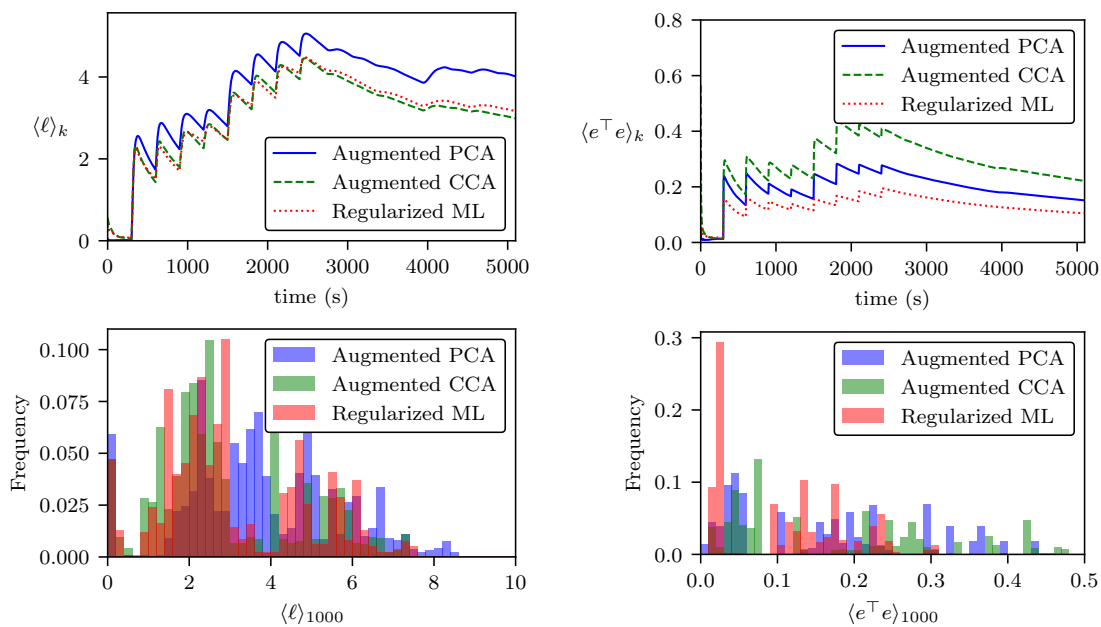 ⟨ℓ⟩ₖ
4
2
0
Augmented PCA
Augmented CCA
Regularized ML
0 1000 2000 3000 4000 5000
time (s)
⟨e⊤e⟩ₖ
0.8
0.6
0.4
0.2
0.0
Augmented PCA
Augmented CCA
Regularized ML
0 1000 2000 3000 4000 5000
time (s)
Frequency
0.100
0.075
0.050
0.025
0.000
Augmented PCA
Augmented CCA
Regularized ML
0 2 4 6 8 10
⟨ℓ⟩₁₀₀₀
Frequency
0.3
0.2
0.1
0.0
Augmented PCA
Augmented CCA
Regularized ML
0.0 0.1 0.2 0.3 0.4 0.5
⟨e⊤e⟩₁₀₀₀